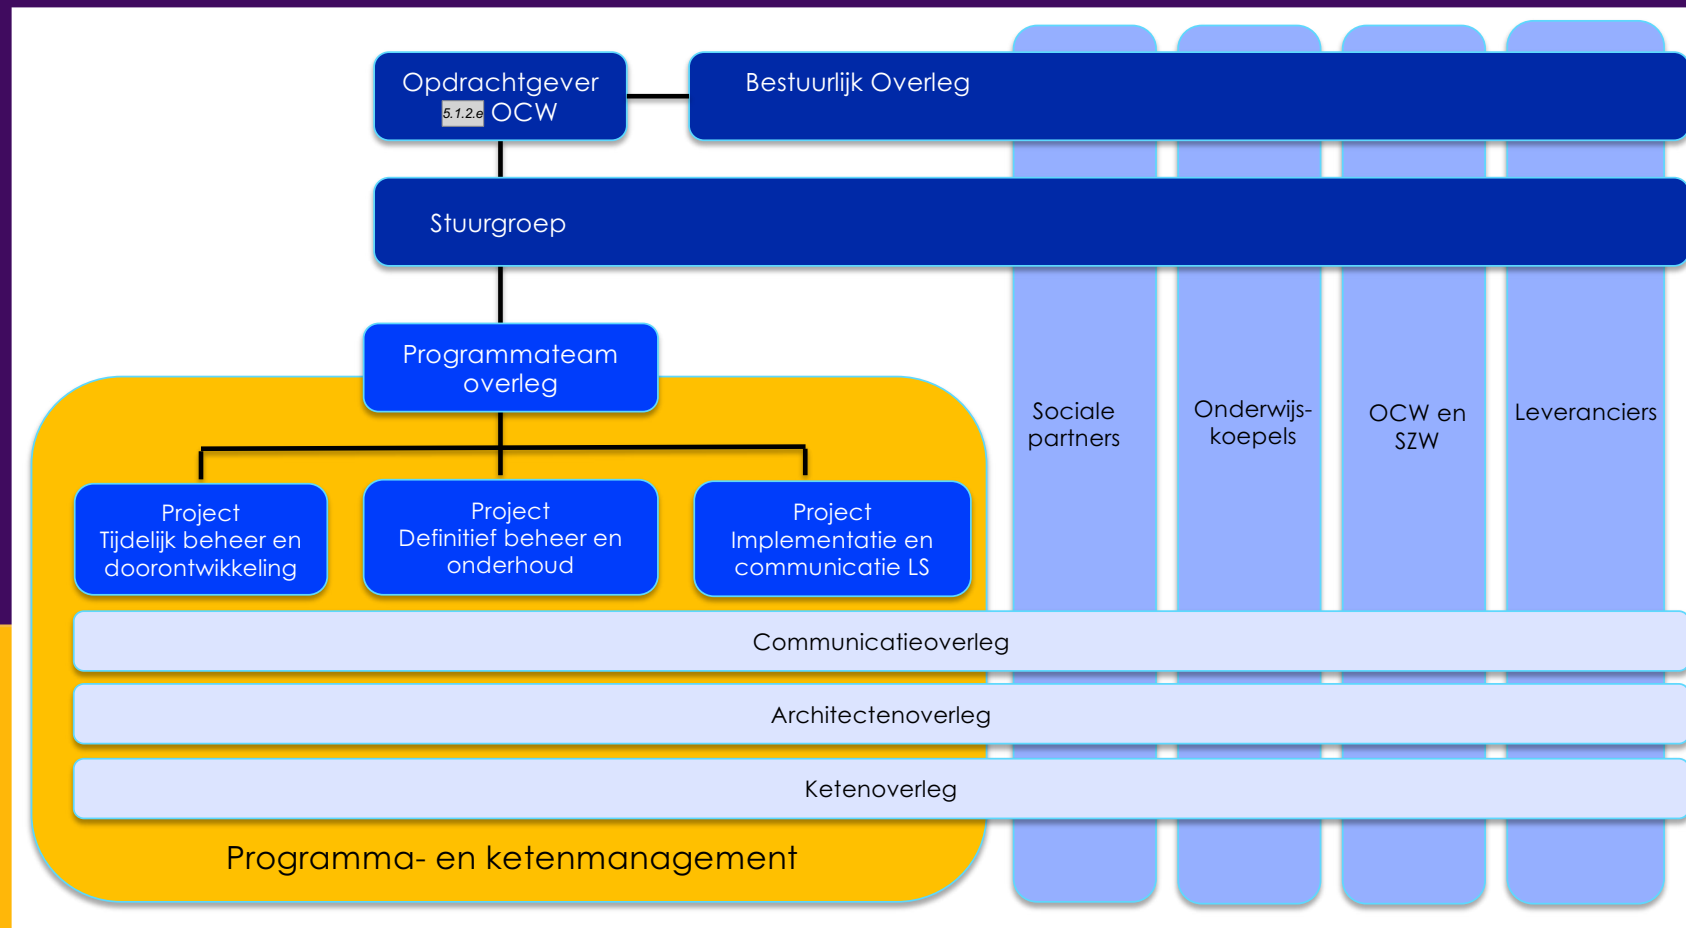 Opdrachtgever
5.1.2.e OCW
Bestuurlijk Overleg
Stuurgroep
Programmateam
overleg
Sociale
partners
Onderwijs-
koepels
OCW en
SZW
Leveranciers
Project
Tijdelijk beheer en
doorontwikkeling
Project
Definitief beheer en
onderhoud
Project
Implementatie en
communicatie LS
Communicatieoverleg
Architectenoverleg
Ketenoverleg
Programma- en ketenmanagement